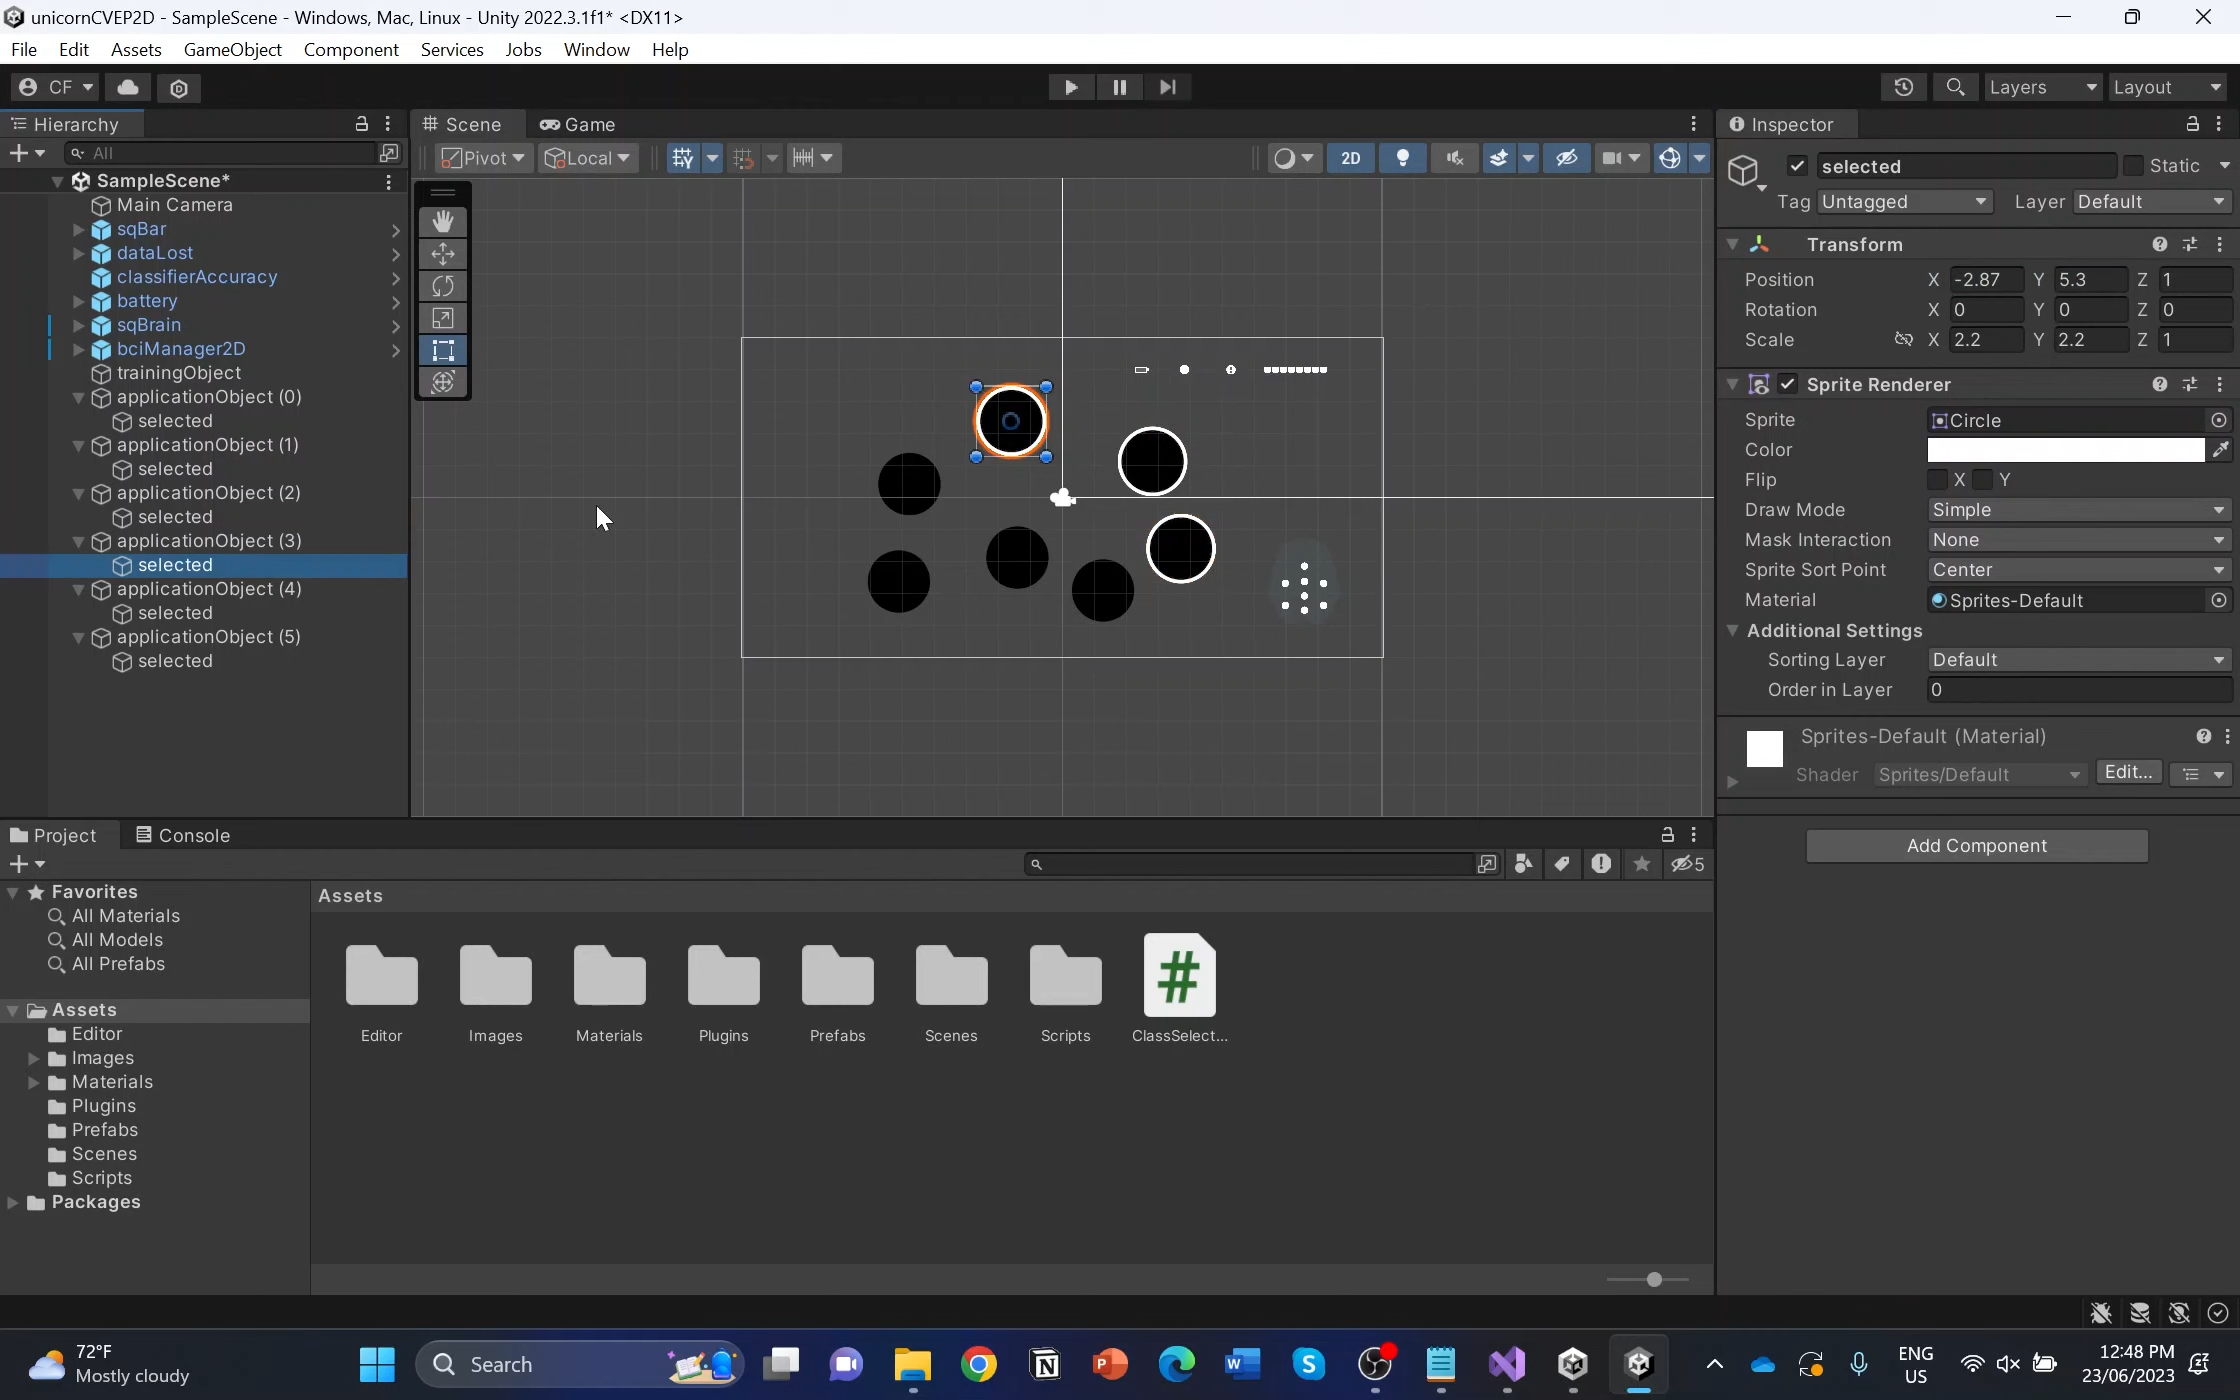 unicornCVEP2D - SampleScene - Windows, Mac, Linux - Unity 2022.3.1f1* <DX11>
File Edit Assets GameObject Component Services Jobs Window Help
CF Layers Layout
Hierarchy
All
SampleScene*
Main Camera
sqBar
dataLost
classifierAccuracy
battery
sqBrain
bciManager2D
trainingObject
applicationObject (0)
selected
applicationObject (1)
selected
applicationObject (2)
selected
applicationObject (3)
selected
applicationObject (4)
selected
applicationObject (5)
selected
Scene Game
Pivot Local 2D
Inspector
selected Static
Tag Untagged Layer Default
Transform
Position X -2.87 Y 5.3 Z 1
Rotation X 0 Y 0 Z 0
Scale X 2.2 Y 2.2 Z 1
Sprite Renderer
Sprite Circle
Color
Flip X Y
Draw Mode Simple
Mask Interaction None
Sprite Sort Point Center
Material Sprites-Default
Additional Settings
Sorting Layer Default
Order in Layer 0
Sprites-Default (Material)
Shader Sprites/Default Edit...
Add Component
Project Console
5
Favorites
All Materials
All Models
All Prefabs
Assets
Editor
Images
Materials
Plugins
Prefabs
Scenes
Scripts
Packages
Assets
Editor Images Materials Plugins Prefabs Scenes Scripts ClassSelect...
72°F
Mostly cloudy
Search
ENG
US
12:48 PM
23/06/2023